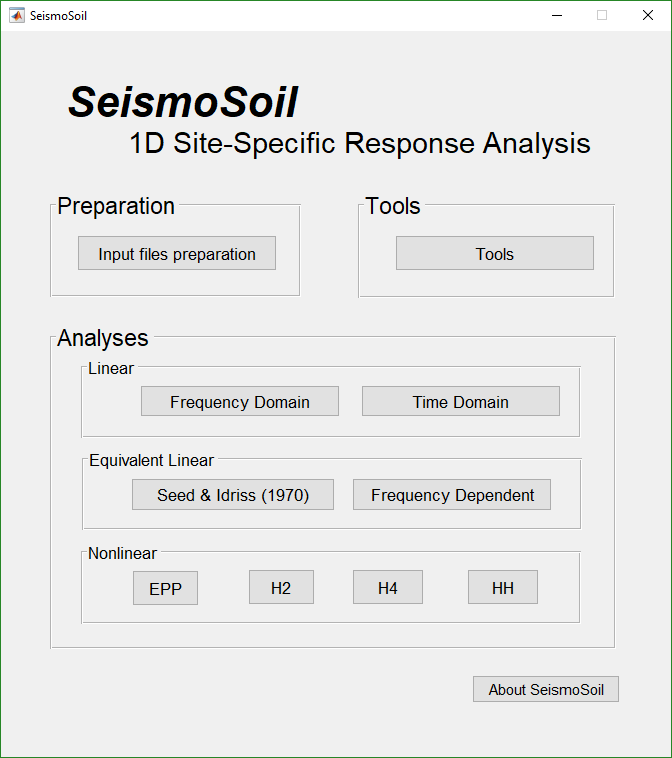 SeismoSoil
SeismoSoil
1D Site-Specific Response Analysis
Preparation
Input files preparation
Tools
Tools
Analyses
Linear
Frequency Domain
Time Domain
Equivalent Linear
Seed & Idriss (1970)
Frequency Dependent
Nonlinear
EPP
H2
H4
HH
About SeismoSoil